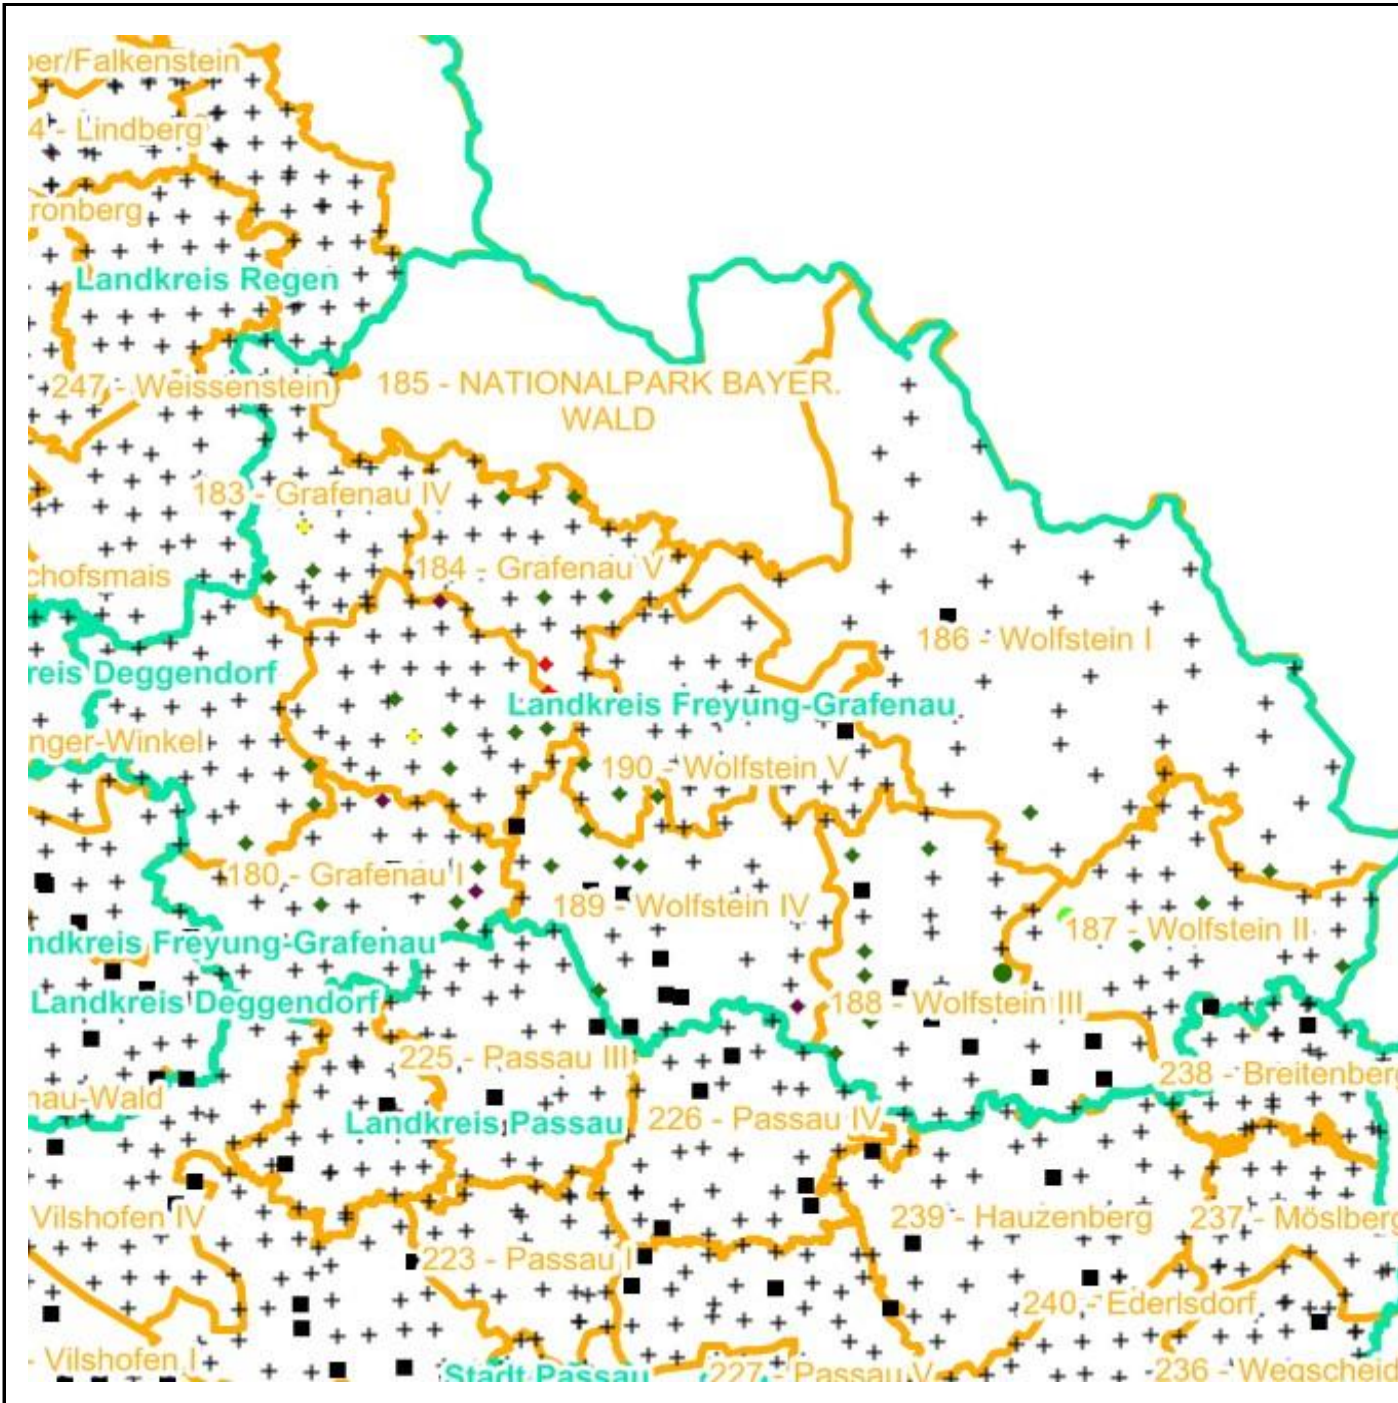 ber/Falkenstein
4 - Lindberg
ronberg
Landkreis Regen
247 - Weissenstein
185 - NATIONALPARK BAYER.
WALD
183 - Grafenau IV
184 - Grafenau V
chofsmais
186 - Wolfstein I
reis Deggendorf
Landkreis Freyung-Grafenau
nger-Winkel
190 - Wolfstein V
180 - Grafenau I
189 - Wolfstein IV
187 - Wolfstein II
ndkreis Freyung-Grafenau
Landkreis Deggendorf
188 - Wolfstein III
225 - Passau III
238 - Breitenberg
nau-Wald
Landkreis Passau
226 - Passau IV
Vilshofen IV
239 - Hauzenberg
237 - Möslberg
223 - Passau I
240 - Ederlsdorf
- Vilshofen I
Stadt Passau
227 - Passau V
236 - Wegscheid